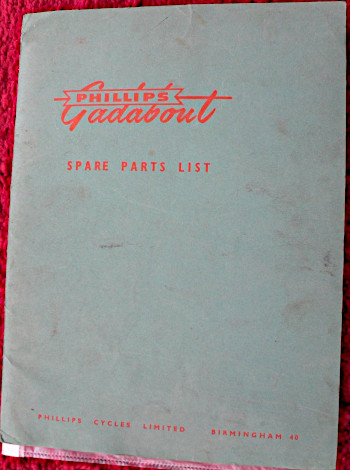 PHILLIPS
Gadabout
SPARE PARTS LIST
PHILLIPS CYCLES LIMITED BIRMINGHAM 40